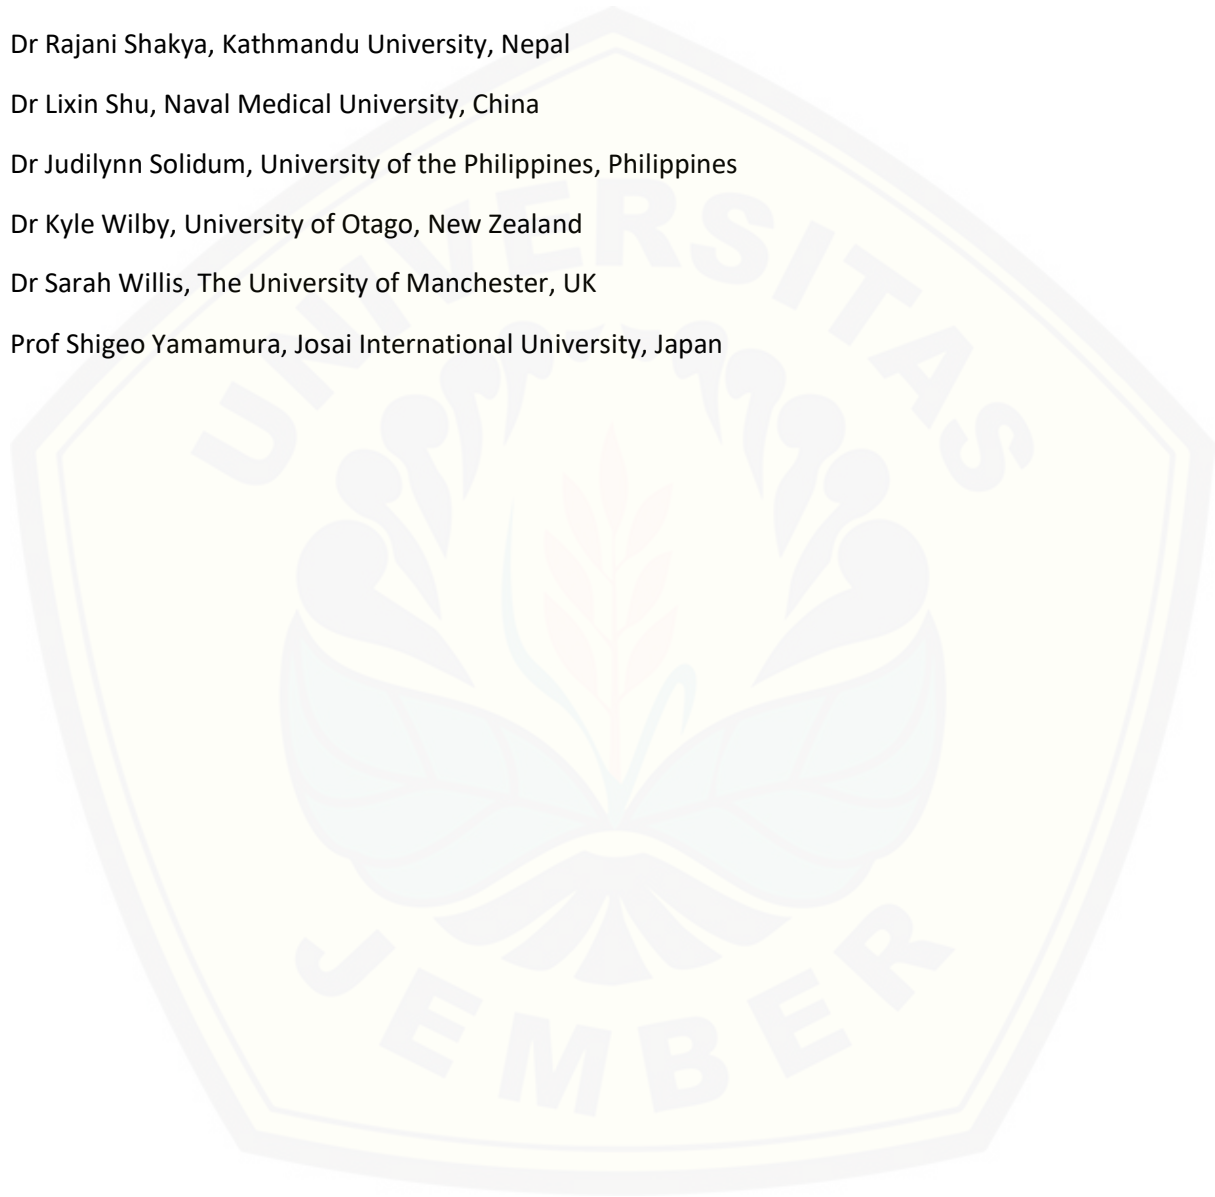 Dr Rajani Shakya, Kathmandu University, Nepal
Dr Lixin Shu, Naval Medical University, China
Dr Judilynn Solidum, University of the Philippines, Philippines
Dr Kyle Wilby, University of Otago, New Zealand
Dr Sarah Willis, The University of Manchester, UK
Prof Shigeo Yamamura, Josai International University, Japan
UNIVERSITAS
JEMBER